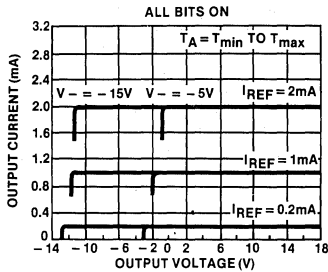 ALL BITS ON
3.2
2.8
2.4
2.0
1.6
1.2
0.8
0.4
0
OUTPUT CURRENT (mA)
TA = Tmin TO Tmax
V - = -15V
V - = -5V
IREF = 2mA
IREF = 1mA
IREF = 0.2mA
-14 -10 -6 -2 2 6 10 14 18
OUTPUT VOLTAGE (V)